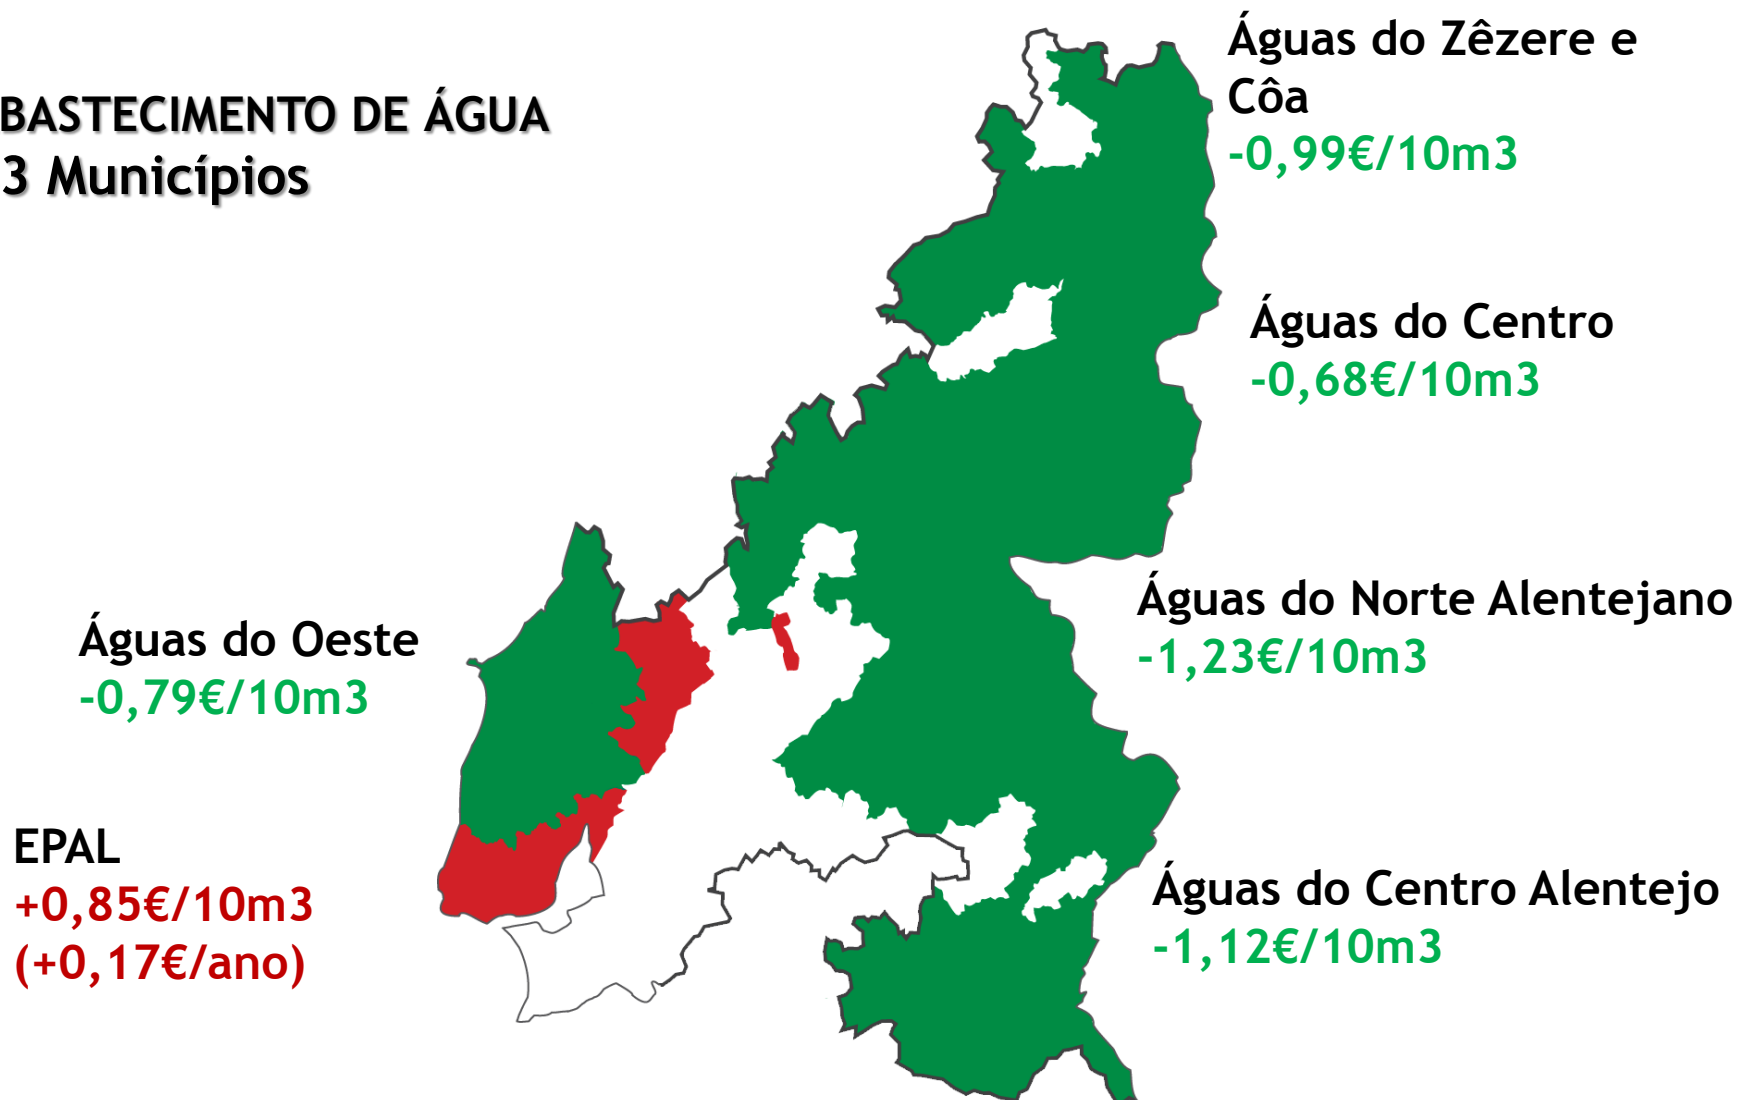 BASTECIMENTO DE ÁGUA
3 Municípios
Águas do Zêzere e
Côa
-0,99€/10m3
Águas do Centro
-0,68€/10m3
Águas do Norte Alentejano
-1,23€/10m3
Águas do Oeste
-0,79€/10m3
EPAL
+0,85€/10m3
(+0,17€/ano)
Águas do Centro Alentejo
-1,12€/10m3